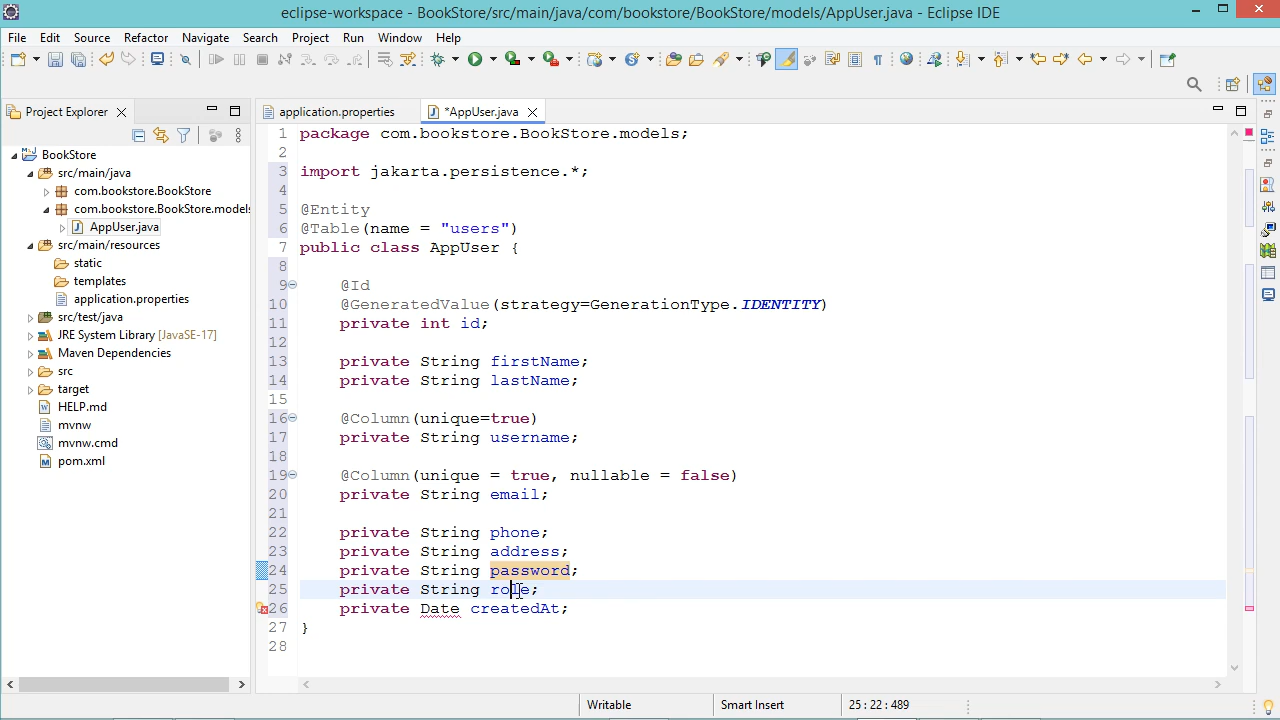 eclipse-workspace - BookStore/src/main/java/com/bookstore/BookStore/models/AppUser.java - Eclipse IDE
File Edit Source Refactor Navigate Search Project Run Window Help
Project Explorer
application.properties
*AppUser.java
BookStore
src/main/java
com.bookstore.BookStore
com.bookstore.BookStore.models
AppUser.java
src/main/resources
static
templates
application.properties
src/test/java
JRE System Library [JavaSE-17]
Maven Dependencies
src
target
HELP.md
mvnw
mvnw.cmd
pom.xml
1 package com.bookstore.BookStore.models;
2
3 import jakarta.persistence.*;
4
5 @Entity
6 @Table(name = "users")
7 public class AppUser {
8
9 @Id
10 @GeneratedValue(strategy=GenerationType.IDENTITY)
11 private int id;
12
13 private String firstName;
14 private String lastName;
15
16 @Column(unique=true)
17 private String username;
18
19 @Column(unique = true, nullable = false)
20 private String email;
21
22 private String phone;
23 private String address;
24 private String password;
25 private String role;
26 private Date createdAt;
27 }
28
Writable
Smart Insert
25 : 22 : 489